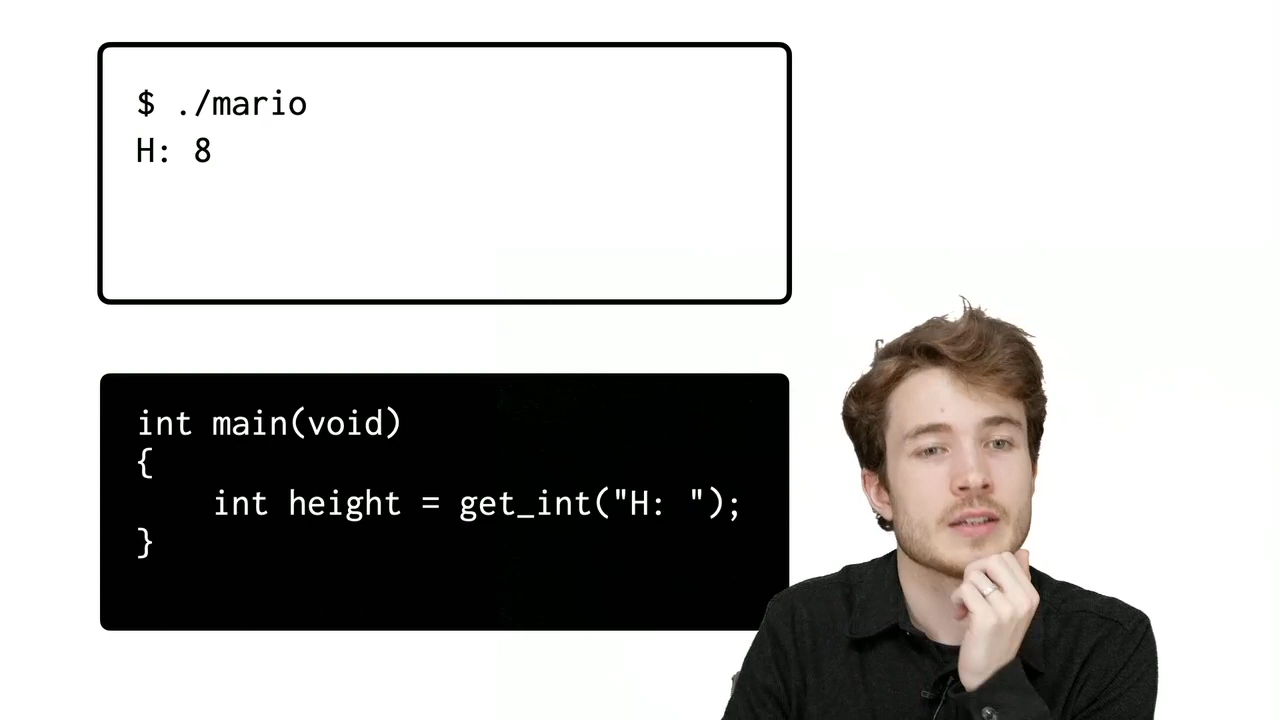 $ ./mario
H: 8
int main(void)
{
    int height = get_int("H: ");
}